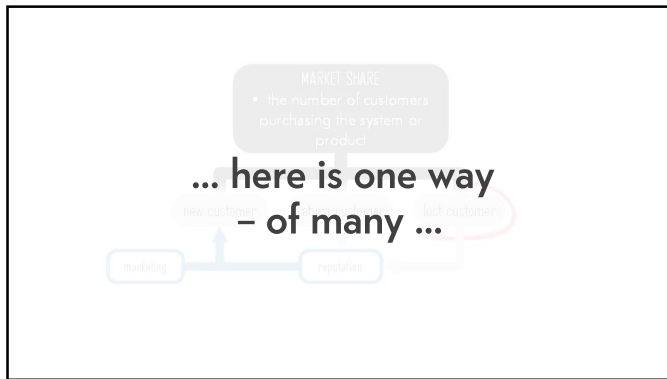 MARKET SHARE
• the number of customers
purchasing the system or
product
... here is one way
– of many ...
new customer
lost customer
marketing
reputation